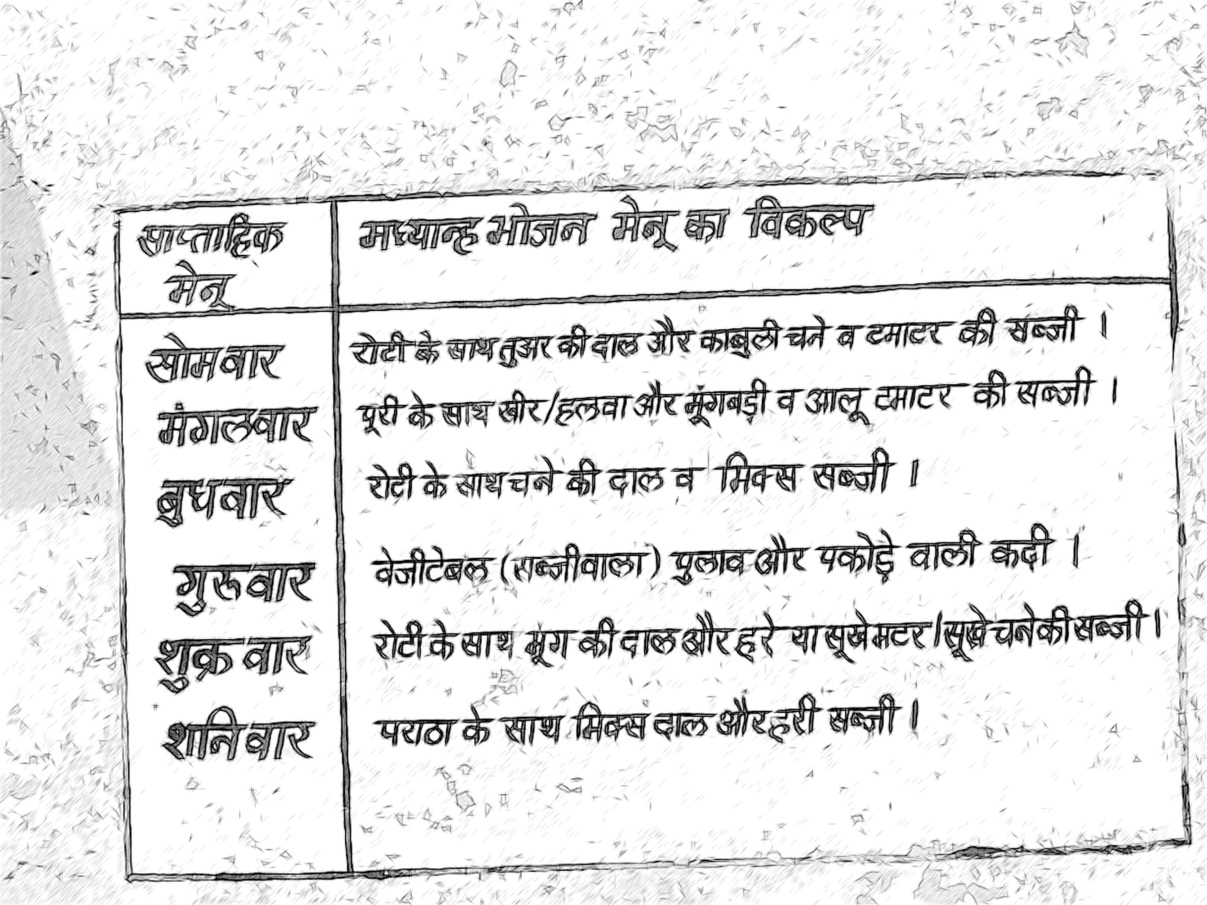 साप्ताहिक मेनू मध्यान्ह भोजन मेनू का विकल्प
सोमवार रोटी के साथ तुअर की दाल और काबुली चने व टमाटर की सब्जी ।
मंगलवार पूरी के साथ खीर/हलवा और मूंगबड़ी व आलू टमाटर की सब्जी ।
बुधवार रोटी के साथ चने की दाल व मिक्स सब्जी ।
गुरूवार वेजीटेबल (सब्जीवाला) पुलाव और पकोड़े वाली कढ़ी ।
शुक्रवार रोटी के साथ मूंग की दाल और हरे या सूखे मटर/सूखे चने की सब्जी ।
शनिवार पराठा के साथ मिक्स दाल और हरी सब्जी ।